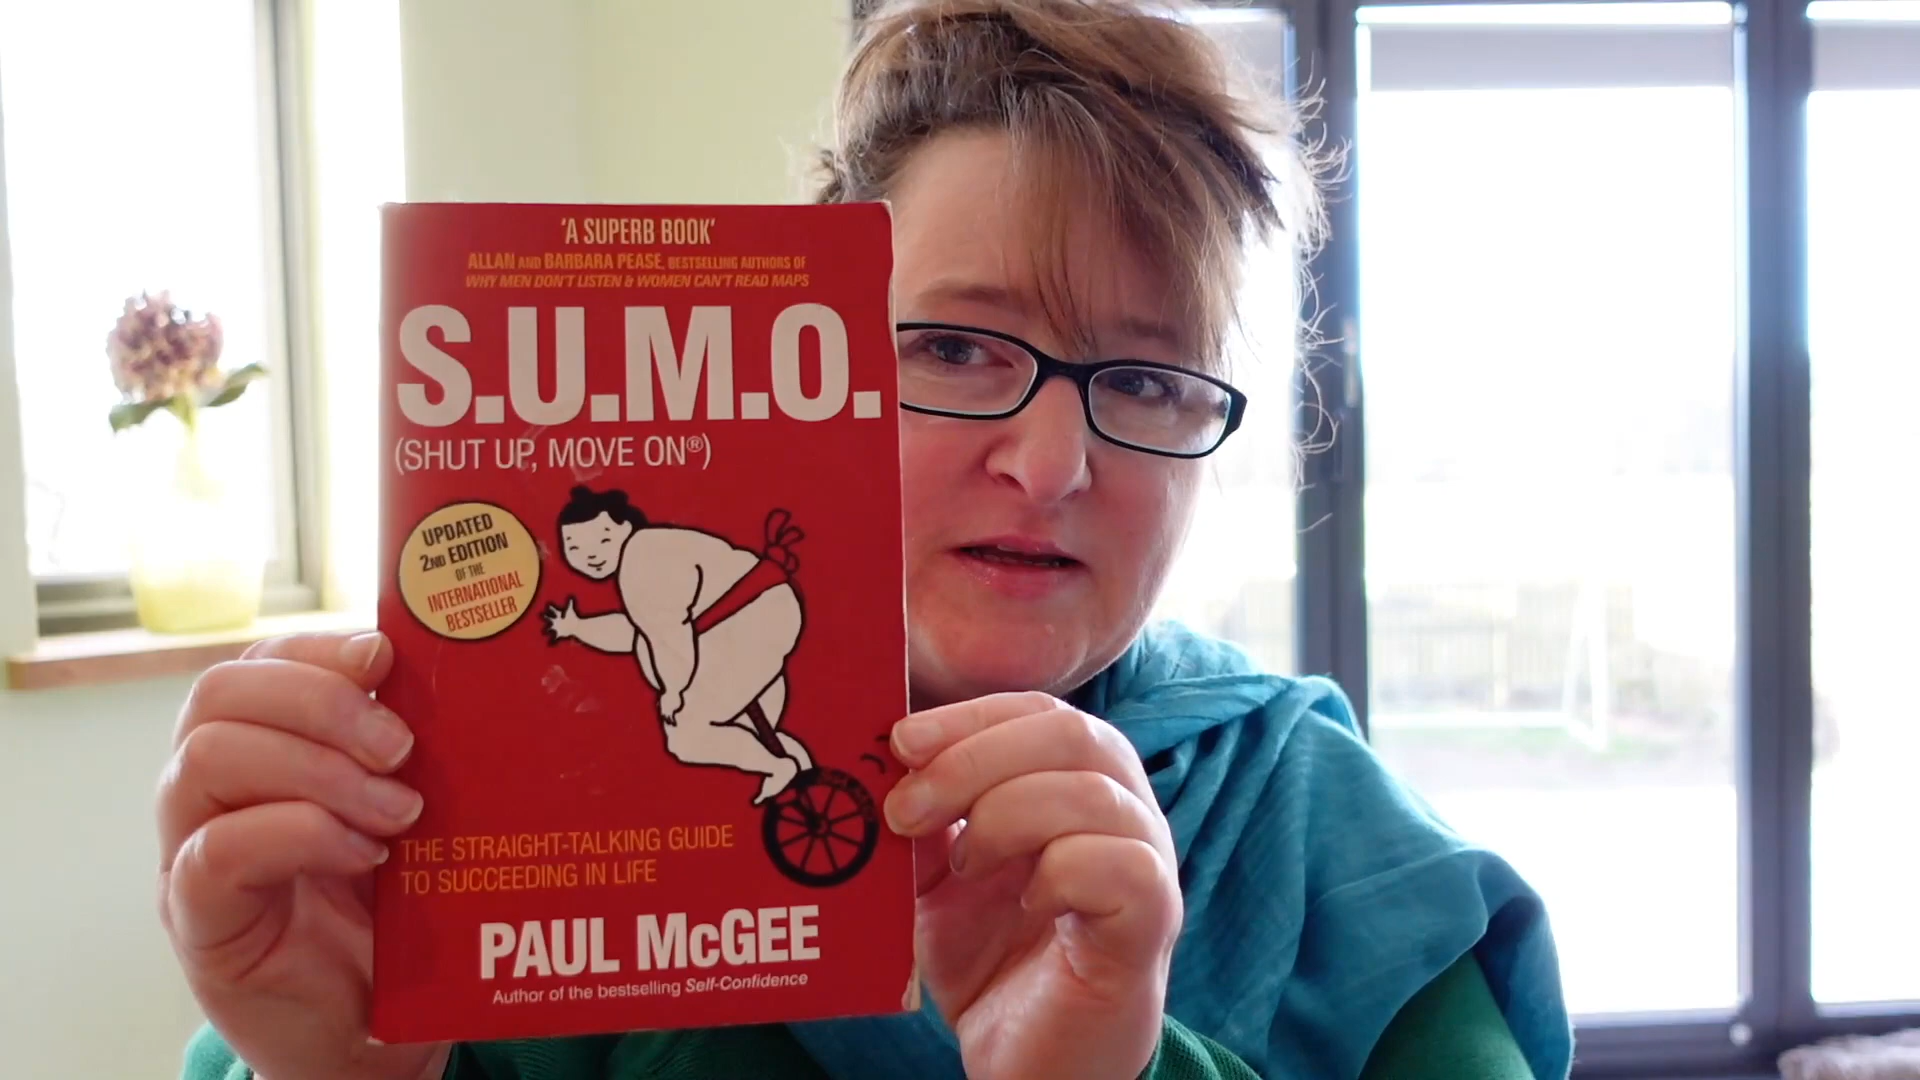 'A SUPERB BOOK'
ALLAN AND BARBARA PEASE, BESTSELLING AUTHORS OF
WHY MEN DON'T LISTEN & WOMEN CAN'T READ MAPS
S.U.M.O.
(SHUT UP, MOVE ON®)
UPDATED
2ND EDITION
OF THE
INTERNATIONAL
BESTSELLER
THE STRAIGHT-TALKING GUIDE
TO SUCCEEDING IN LIFE
PAUL McGEE
Author of the bestselling Self-Confidence